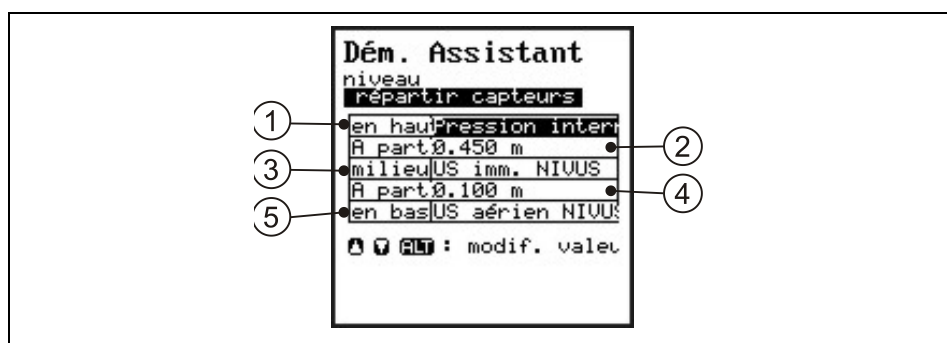 Dém. Assistant
niveau
répartir capteurs
1
en hau Pression interr
A part 0.450 m
2
3
milieu US imm. NIVUS
A part 0.100 m
4
5
en bas US aérien NIVUS
ALT : modif. valeu